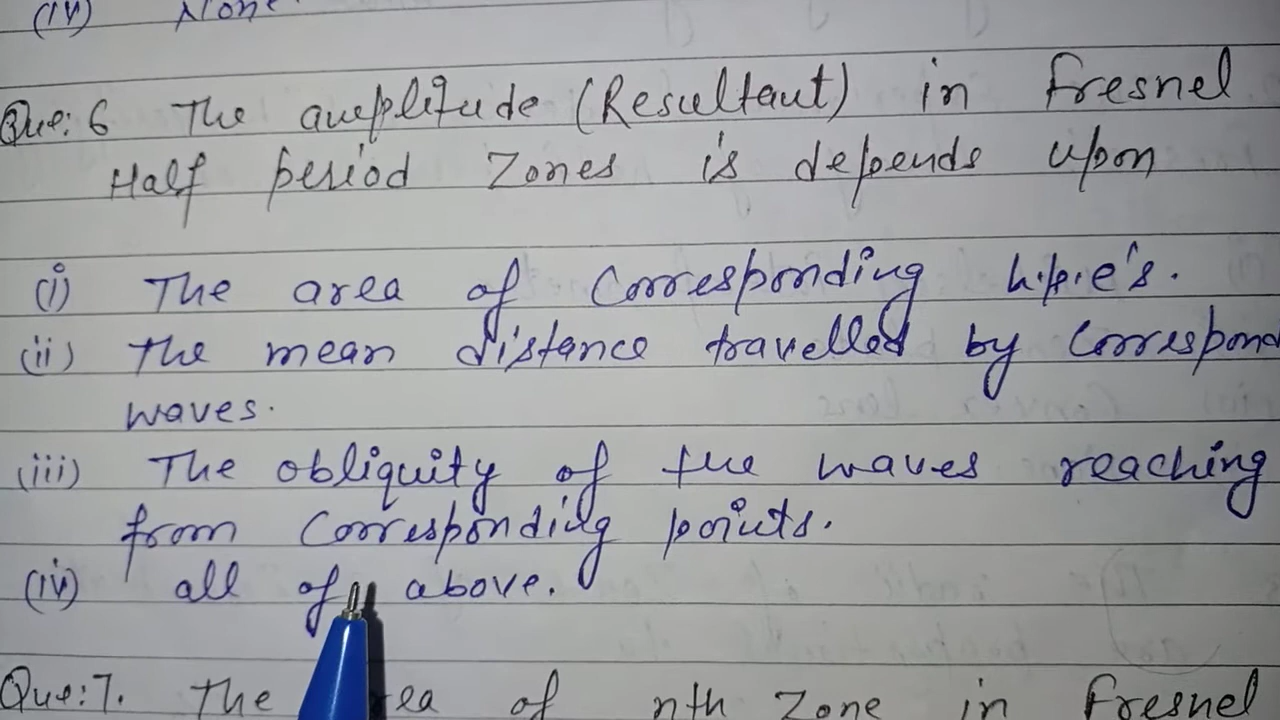 (iv) None
Que: 6 The amplitude (Resultant) in Fresnel
Half period Zones is depends upon
(i) The area of Corresponding h.p.e's.
(ii) The mean distance travelled by Correspond
waves.
(iii) The obliquity of the waves reaching
from Corresponding points.
(iv) all of above.
Que: 7. The rea of nth Zone in Fresnel